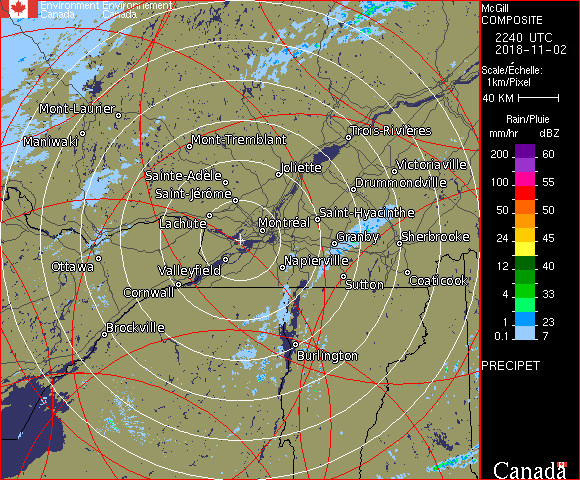 Environment Environnement
Canada Canada
McGill
COMPOSITE
2240 UTC
2018-11-02
Scale/Échelle:
1km/Pixel
40 KM
Rain/Pluie
mm/hr dBZ
200 60
100 55
50 50
24 45
12 40
4 33
1 23
0.1 7
PRECIPET
Canada
Mont-Laurier
Maniwaki
Mont-Tremblant
Trois-Rivières
Joliette
Victoriaville
Sainte-Adèle
Drummondville
Saint-Jérôme
Saint-Hyacinthe
Lachute
Montréal
Granby
Sherbrooke
Ottawa
Valleyfield
Napierville
Cornwall
Sutton
Coaticook
Brockville
Burlington